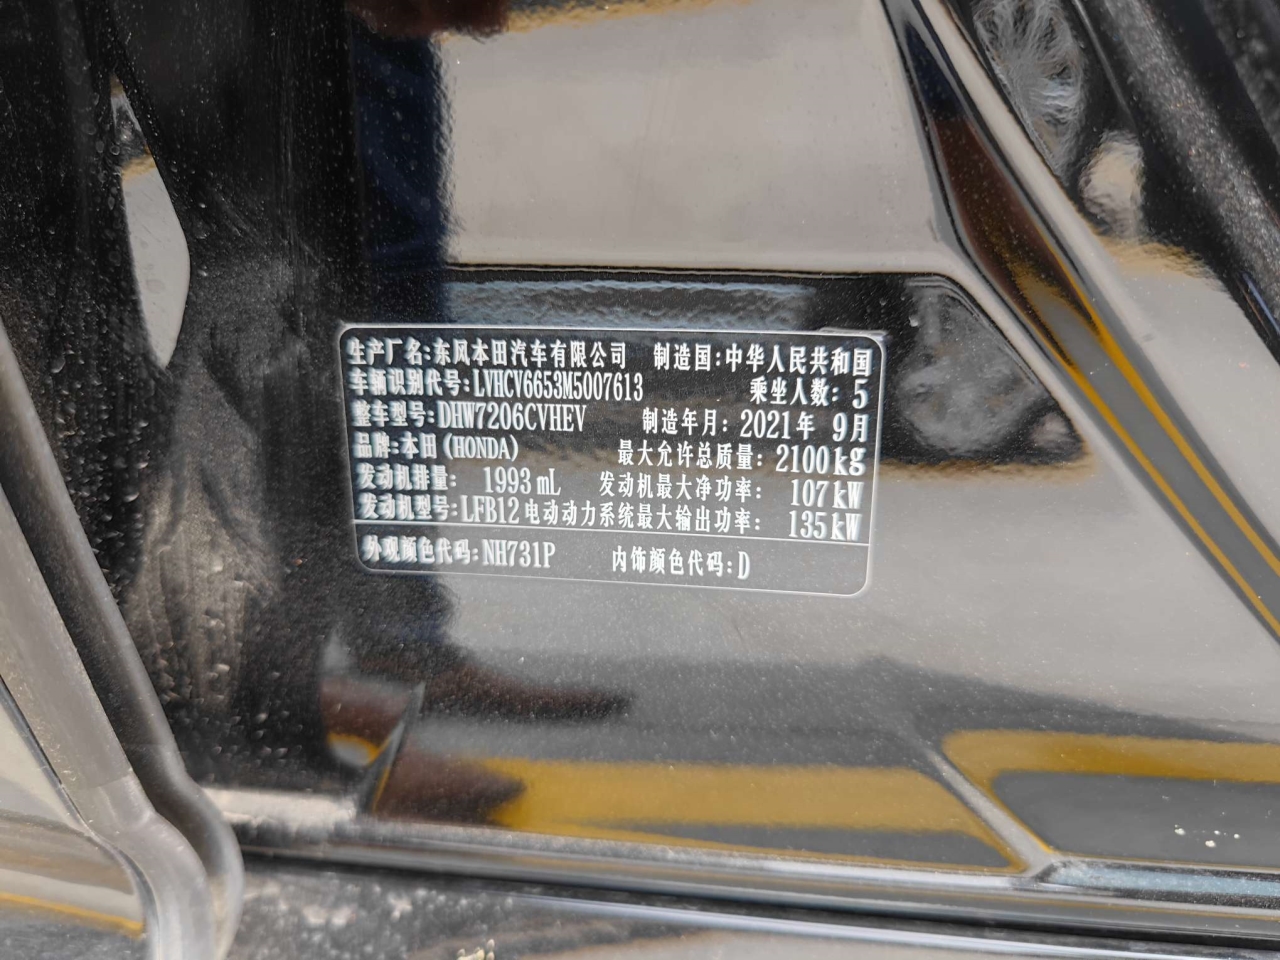 生产厂名:东风本田汽车有限公司 制造国:中华人民共和国
车辆识别代号:LVHCV6653M5007613 乘坐人数: 5
整车型号:DHW7206CVHEV 制造年月: 2021年 9月
品牌:本田(HONDA) 最大允许总质量: 2100kg
发动机排量: 1993mL 发动机最大净功率: 107kW
发动机型号:LFB12 电动动力系统最大输出功率: 135kW
外观颜色代码:NH731P 内饰颜色代码:D